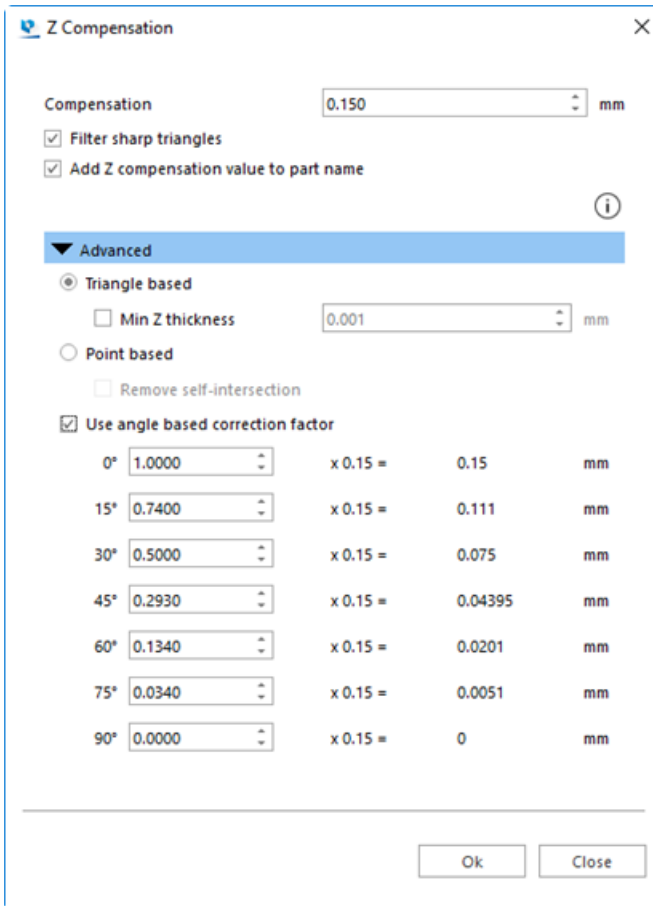 Z Compensation
Compensation 0.150 mm
Filter sharp triangles
Add Z compensation value to part name
Advanced
Triangle based
Min Z thickness 0.001 mm
Point based
Remove self-intersection
Use angle based correction factor
0° 1.0000 x 0.15 = 0.15 mm
15° 0.7400 x 0.15 = 0.111 mm
30° 0.5000 x 0.15 = 0.075 mm
45° 0.2930 x 0.15 = 0.04395 mm
60° 0.1340 x 0.15 = 0.0201 mm
75° 0.0340 x 0.15 = 0.0051 mm
90° 0.0000 x 0.15 = 0 mm
Ok Close